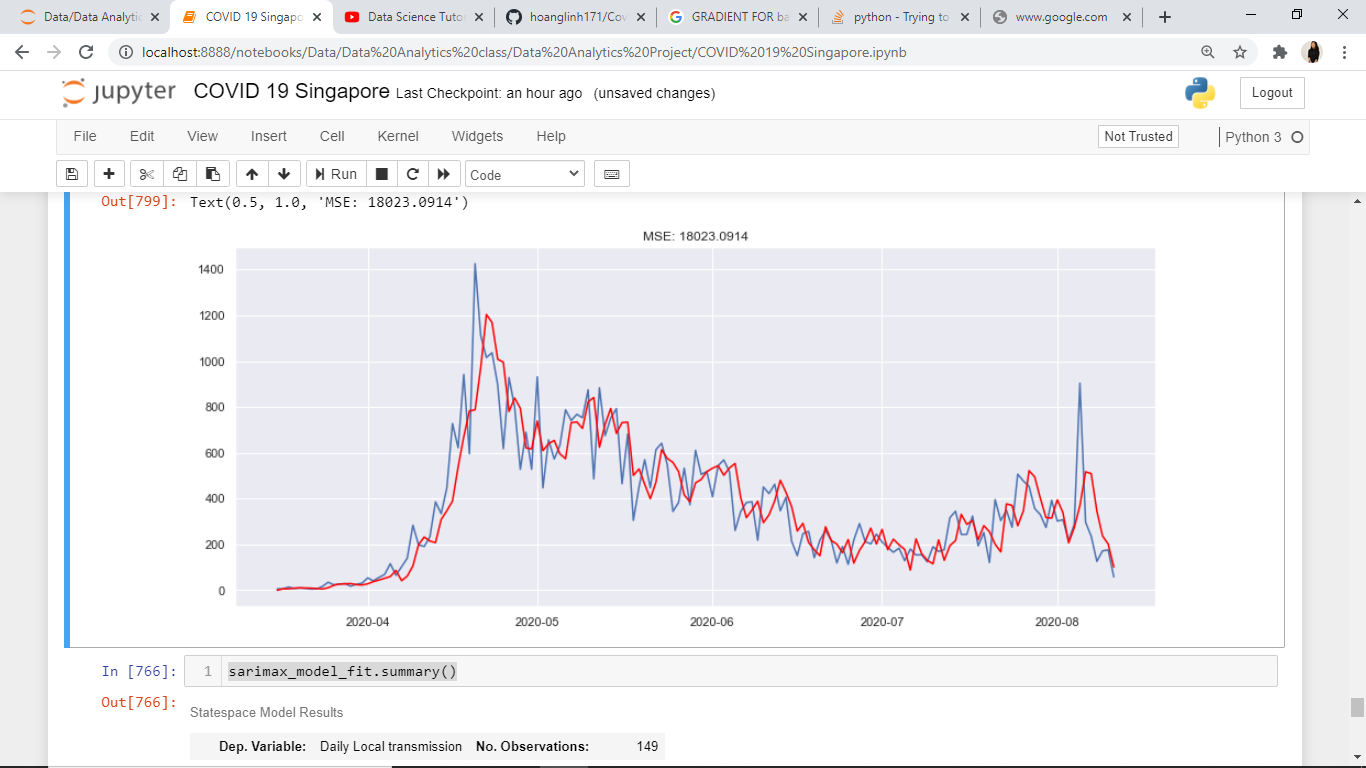 Data/Data Analytic
COVID 19 Singapo
Data Science Tutor
hoanglinh171/Cov
GRADIENT FOR ba
python - Trying to
www.google.com
localhost:8888/notebooks/Data/Data%20Analytics%20class/Data%20Analytics%20Project/COVID%2019%20Singapore.ipynb
jupyter COVID 19 Singapore Last Checkpoint: an hour ago (unsaved changes)
Logout
File Edit View Insert Cell Kernel Widgets Help
Not Trusted
Python 3
Run
Code
Out[799]: Text(0.5, 1.0, 'MSE: 18023.0914')
MSE: 18023.0914
1400
1200
1000
800
600
400
200
0
2020-04 2020-05 2020-06 2020-07 2020-08
In [766]: 1 sarimax_model_fit.summary()
Out[766]:
Statespace Model Results
Dep. Variable: Daily Local transmission No. Observations: 149